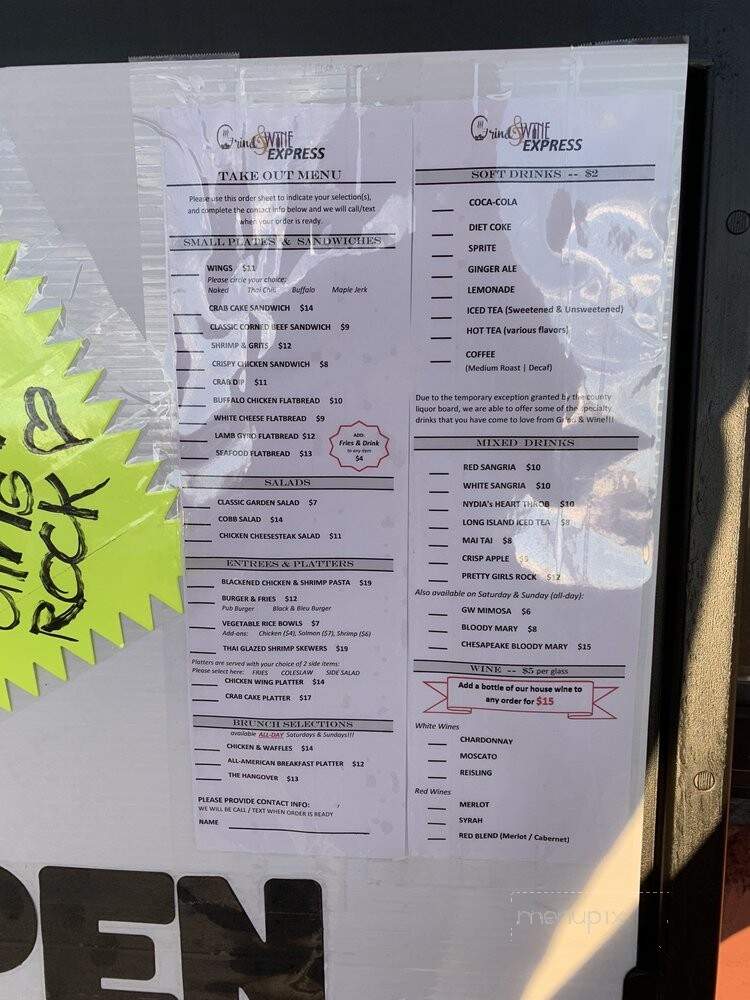 Grind & WINE
EXPRESS
TAKE OUT MENU
Please use this order sheet to indicate your selection(s),
and complete the contact info below and we will call/text
when your order is ready.
SMALL PLATES & SANDWICHES
WINGS $11
Please circle your choice:
Naked Thai Chili Buffalo Maple Jerk
CRAB CAKE SANDWICH $14
CLASSIC CORNED BEEF SANDWICH $9
SHRIMP & GRITS $12
CRISPY CHICKEN SANDWICH $8
CRAB DIP $11
BUFFALO CHICKEN FLATBREAD $10
WHITE CHEESE FLATBREAD $9
LAMB GYRO FLATBREAD $12
SEAFOOD FLATBREAD $13
ADD
Fries & Drink
to any item
$4
SALADS
CLASSIC GARDEN SALAD $7
COBB SALAD $14
CHICKEN CHEESESTEAK SALAD $11
ENTREES & PLATTERS
BLACKENED CHICKEN & SHRIMP PASTA $19
BURGER & FRIES $12
Pub Burger Black & Bleu Burger
VEGETABLE RICE BOWLS $7
Add-ons: Chicken ($4), Salmon ($7), Shrimp ($6)
THAI GLAZED SHRIMP SKEWERS $19
Platters are served with your choice of 2 side items:
Please select here: FRIES COLESLAW SIDE SALAD
CHICKEN WING PLATTER $14
CRAB CAKE PLATTER $17
BRUNCH SELECTIONS
available ALL-DAY Saturdays & Sundays!!!
CHICKEN & WAFFLES $14
ALL-AMERICAN BREAKFAST PLATTER $12
THE HANGOVER $13
PLEASE PROVIDE CONTACT INFO:
WE WILL BE CALL / TEXT WHEN ORDER IS READY
NAME
Grind & WINE
EXPRESS
SOFT DRINKS -- $2
COCA-COLA
DIET COKE
SPRITE
GINGER ALE
LEMONADE
ICED TEA (Sweetened & Unsweetened)
HOT TEA (various flavors)
COFFEE
(Medium Roast | Decaf)
Due to the temporary exception granted by the county
liquor board, we are able to offer some of the specialty
drinks that you have come to love from Grind & Wine!!!
MIXED DRINKS
RED SANGRIA $10
WHITE SANGRIA $10
NYDIA's HEART THROB $10
LONG ISLAND ICED TEA $8
MAI TAI $8
CRISP APPLE
PRETTY GIRLS ROCK $12
Also available on Saturday & Sunday (all-day):
GW MIMOSA $6
BLOODY MARY $8
CHESAPEAKE BLOODY MARY $15
WINE -- $5 per glass
Add a bottle of our house wine to
any order for $15
White Wines
CHARDONNAY
MOSCATO
REISLING
Red Wines
MERLOT
SYRAH
RED BLEND (Merlot / Cabernet)
ROCK
PEN
menupix